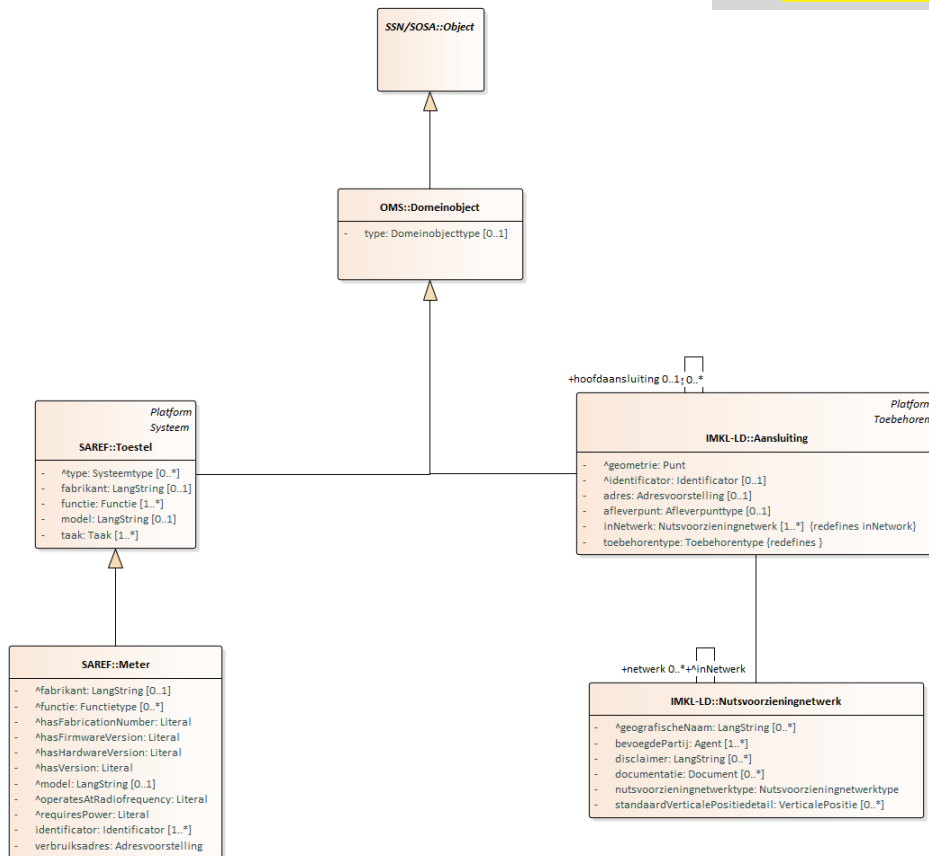 SSN/SOSA::Object
OMS::Domeinobject
- type: Domeinobjecttype [0..1]
+hoofdaansluiting 0..1 0..*
Platform
Systeem
SAREF::Toestel
- ^type: Systeemtype [0..*]
- fabrikant: LangString [0..1]
- functie: Functie [1..*]
- model: LangString [0..1]
- taak: Taak [1..*]
Platform
Toebehoren
IMKL-LD::Aansluiting
- ^geometrie: Punt
- ^identificator: Identificator [0..1]
- adres: Adresvoorstelling [0..1]
- afleverpunt: Afleverpunttype [0..1]
- inNetwerk: Nutsvoorzieningnetwerk [1..*] {redefines inNetwork}
- toebehorentype: Toebehorentype {redefines }
SAREF::Meter
- ^fabrikant: LangString [0..1]
- ^functie: Functietype [0..*]
- ^hasFabricationNumber: Literal
- ^hasFirmwareVersion: Literal
- ^hasHardwareVersion: Literal
- ^hasVersion: Literal
- ^model: LangString [0..1]
- ^operatesAtRadiofrequency: Literal
- ^requiresPower: Literal
- identificator: Identificator [1..*]
- verbruiksadres: Adresvoorstelling
+netwerk 0..*+^inNetwerk
IMKL-LD::Nutsvoorzieningnetwerk
- ^geografischeNaam: LangString [0..*]
- bevoegdePartij: Agent [1..*]
- disclaimer: LangString [0..*]
- documentatie: Document [0..*]
- nutsvoorzieningnetwerktype: Nutsvoorzieningnetwerktype
- standaardVerticalePositiedetail: VerticalePositie [0..*]